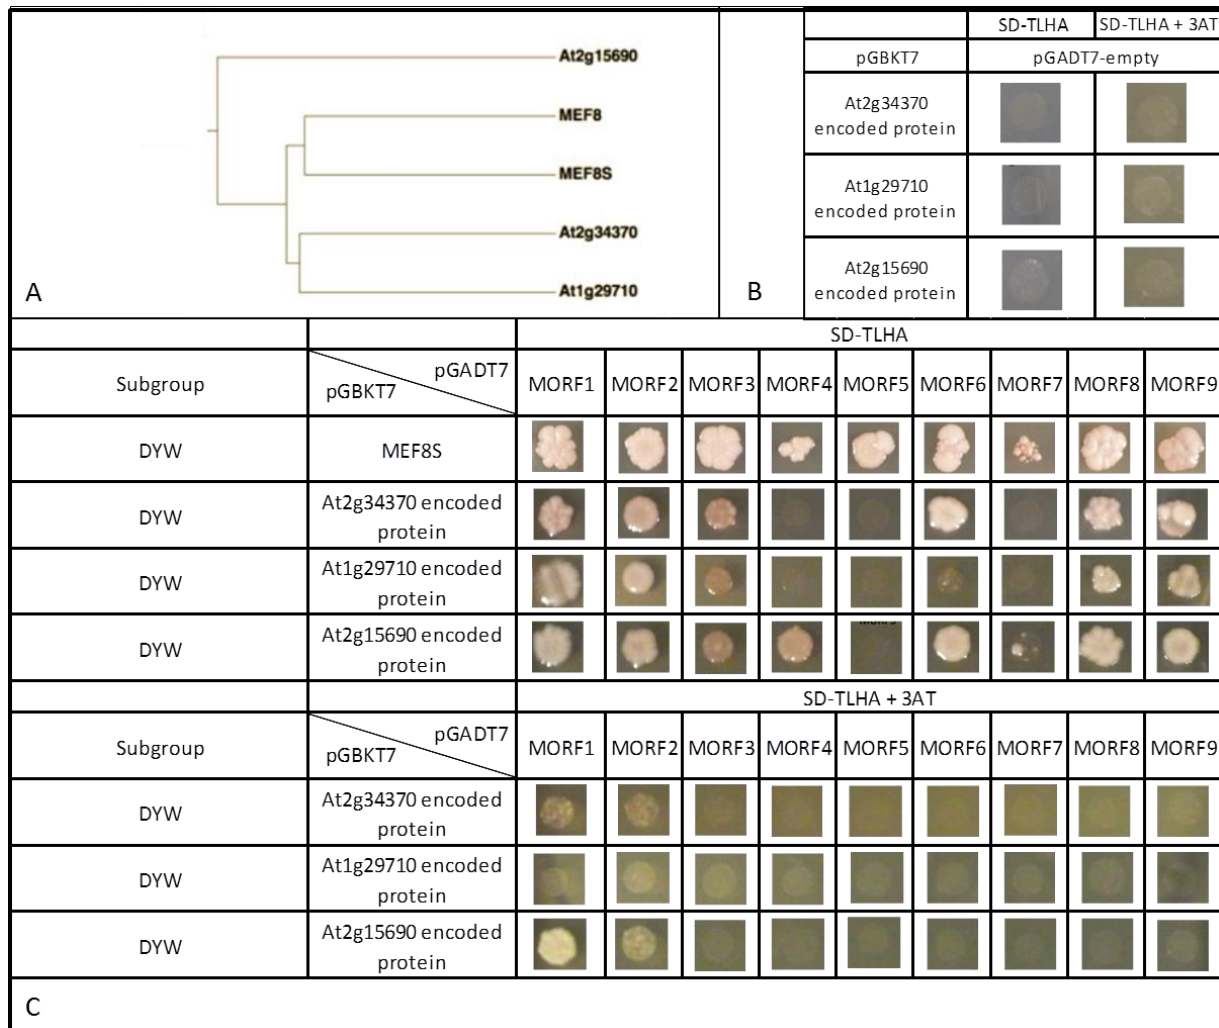 At2g15690
MEF8
MEF8S
At2g34370
At1g29710
A
SD-TLHA SD-TLHA + 3AT
pGBKT7 pGADT7-empty
At2g34370
encoded protein
At1g29710
encoded protein
At2g15690
encoded protein
B
SD-TLHA
Subgroup pGBKT7 pGADT7 MORF1 MORF2 MORF3 MORF4 MORF5 MORF6 MORF7 MORF8 MORF9
DYW MEF8S
DYW At2g34370 encoded
protein
DYW At1g29710 encoded
protein
DYW At2g15690 encoded
protein
SD-TLHA + 3AT
Subgroup pGBKT7 pGADT7 MORF1 MORF2 MORF3 MORF4 MORF5 MORF6 MORF7 MORF8 MORF9
DYW At2g34370 encoded
protein
DYW At1g29710 encoded
protein
DYW At2g15690 encoded
protein
C